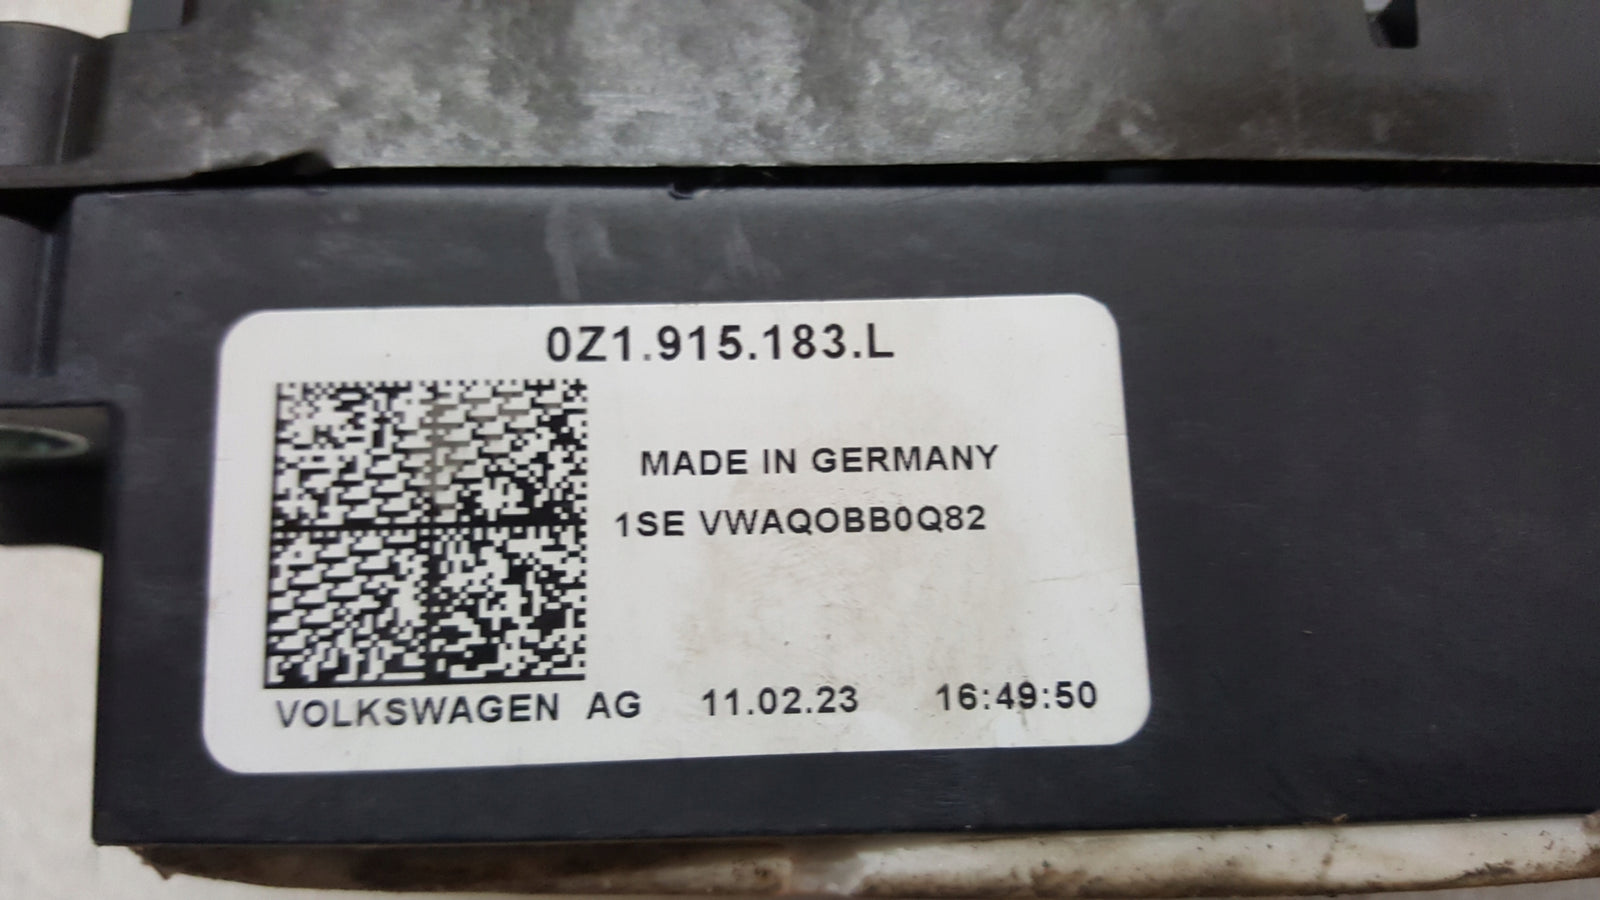 0Z1.915.183.L
MADE IN GERMANY
1SE VWAQOBB0Q82
VOLKSWAGEN AG 11.02.23 16:49:50